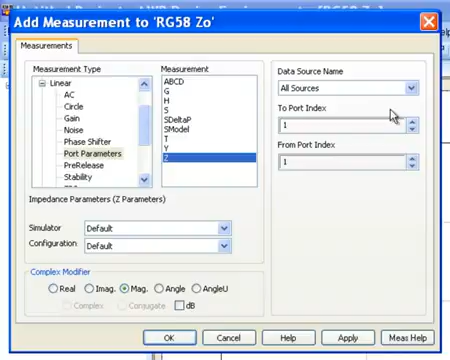 Add Measurement to 'RG58 Zo'
Measurements
Measurement Type
Linear
AC
Circle
Gain
Noise
Phase Shifter
Port Parameters
PreRelease
Stability
Measurement
ABCD
G
H
S
SDeltaP
SModel
T
Y
Z
Data Source Name
All Sources
To Port Index
1
From Port Index
1
Impedance Parameters (Z Parameters)
Simulator
Default
Configuration
Default
Complex Modifier
Real Imag. Mag. Angle AngleU
Complex Conjugate dB
OK Cancel Help Apply Meas Help